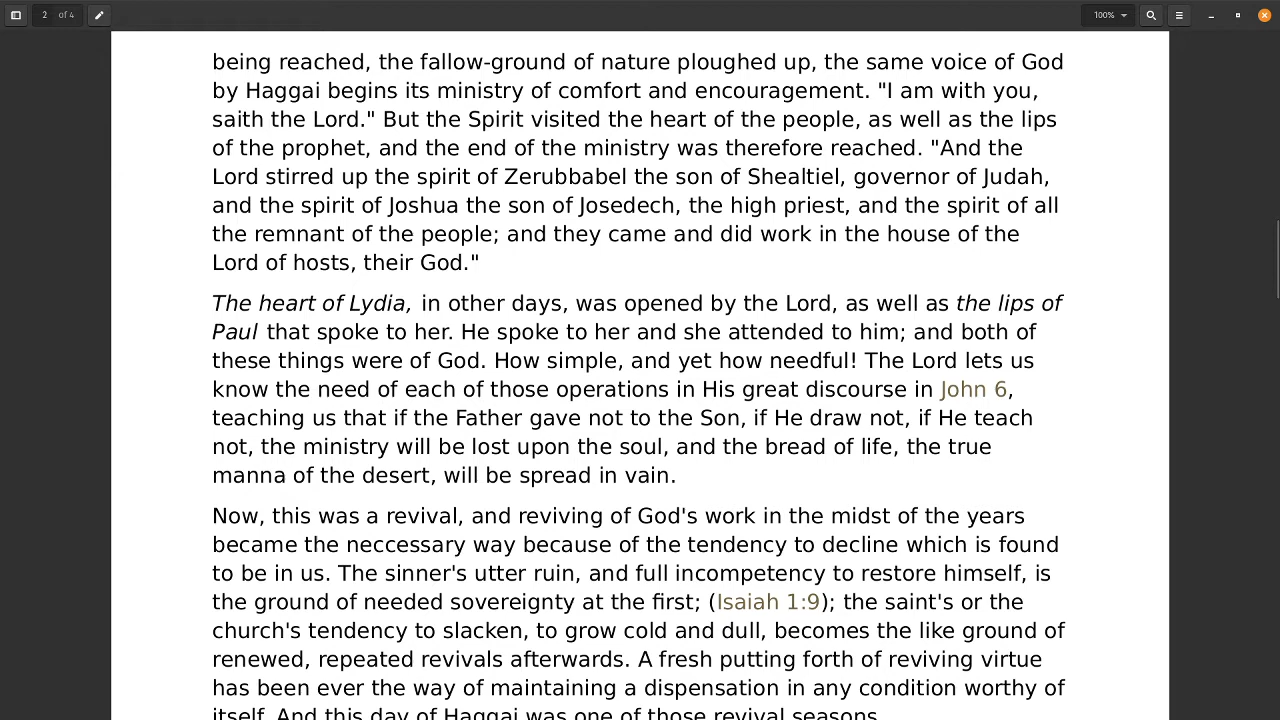 2 of 4
100%
being reached, the fallow-ground of nature ploughed up, the same voice of God
by Haggai begins its ministry of comfort and encouragement. "I am with you,
saith the Lord." But the Spirit visited the heart of the people, as well as the lips
of the prophet, and the end of the ministry was therefore reached. "And the
Lord stirred up the spirit of Zerubbabel the son of Shealtiel, governor of Judah,
and the spirit of Joshua the son of Josedech, the high priest, and the spirit of all
the remnant of the people; and they came and did work in the house of the
Lord of hosts, their God."
The heart of Lydia, in other days, was opened by the Lord, as well as the lips of
Paul that spoke to her. He spoke to her and she attended to him; and both of
these things were of God. How simple, and yet how needful! The Lord lets us
know the need of each of those operations in His great discourse in John 6,
teaching us that if the Father gave not to the Son, if He draw not, if He teach
not, the ministry will be lost upon the soul, and the bread of life, the true
manna of the desert, will be spread in vain.
Now, this was a revival, and reviving of God's work in the midst of the years
became the neccessary way because of the tendency to decline which is found
to be in us. The sinner's utter ruin, and full incompetency to restore himself, is
the ground of needed sovereignty at the first; (Isaiah 1:9); the saint's or the
church's tendency to slacken, to grow cold and dull, becomes the like ground of
renewed, repeated revivals afterwards. A fresh putting forth of reviving virtue
has been ever the way of maintaining a dispensation in any condition worthy of
itself. And this day of Haggai was one of those revival seasons.